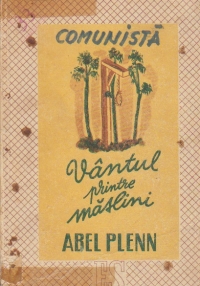 COMUNISTĂ
Vântul
printre
măslini
ABEL PLENN